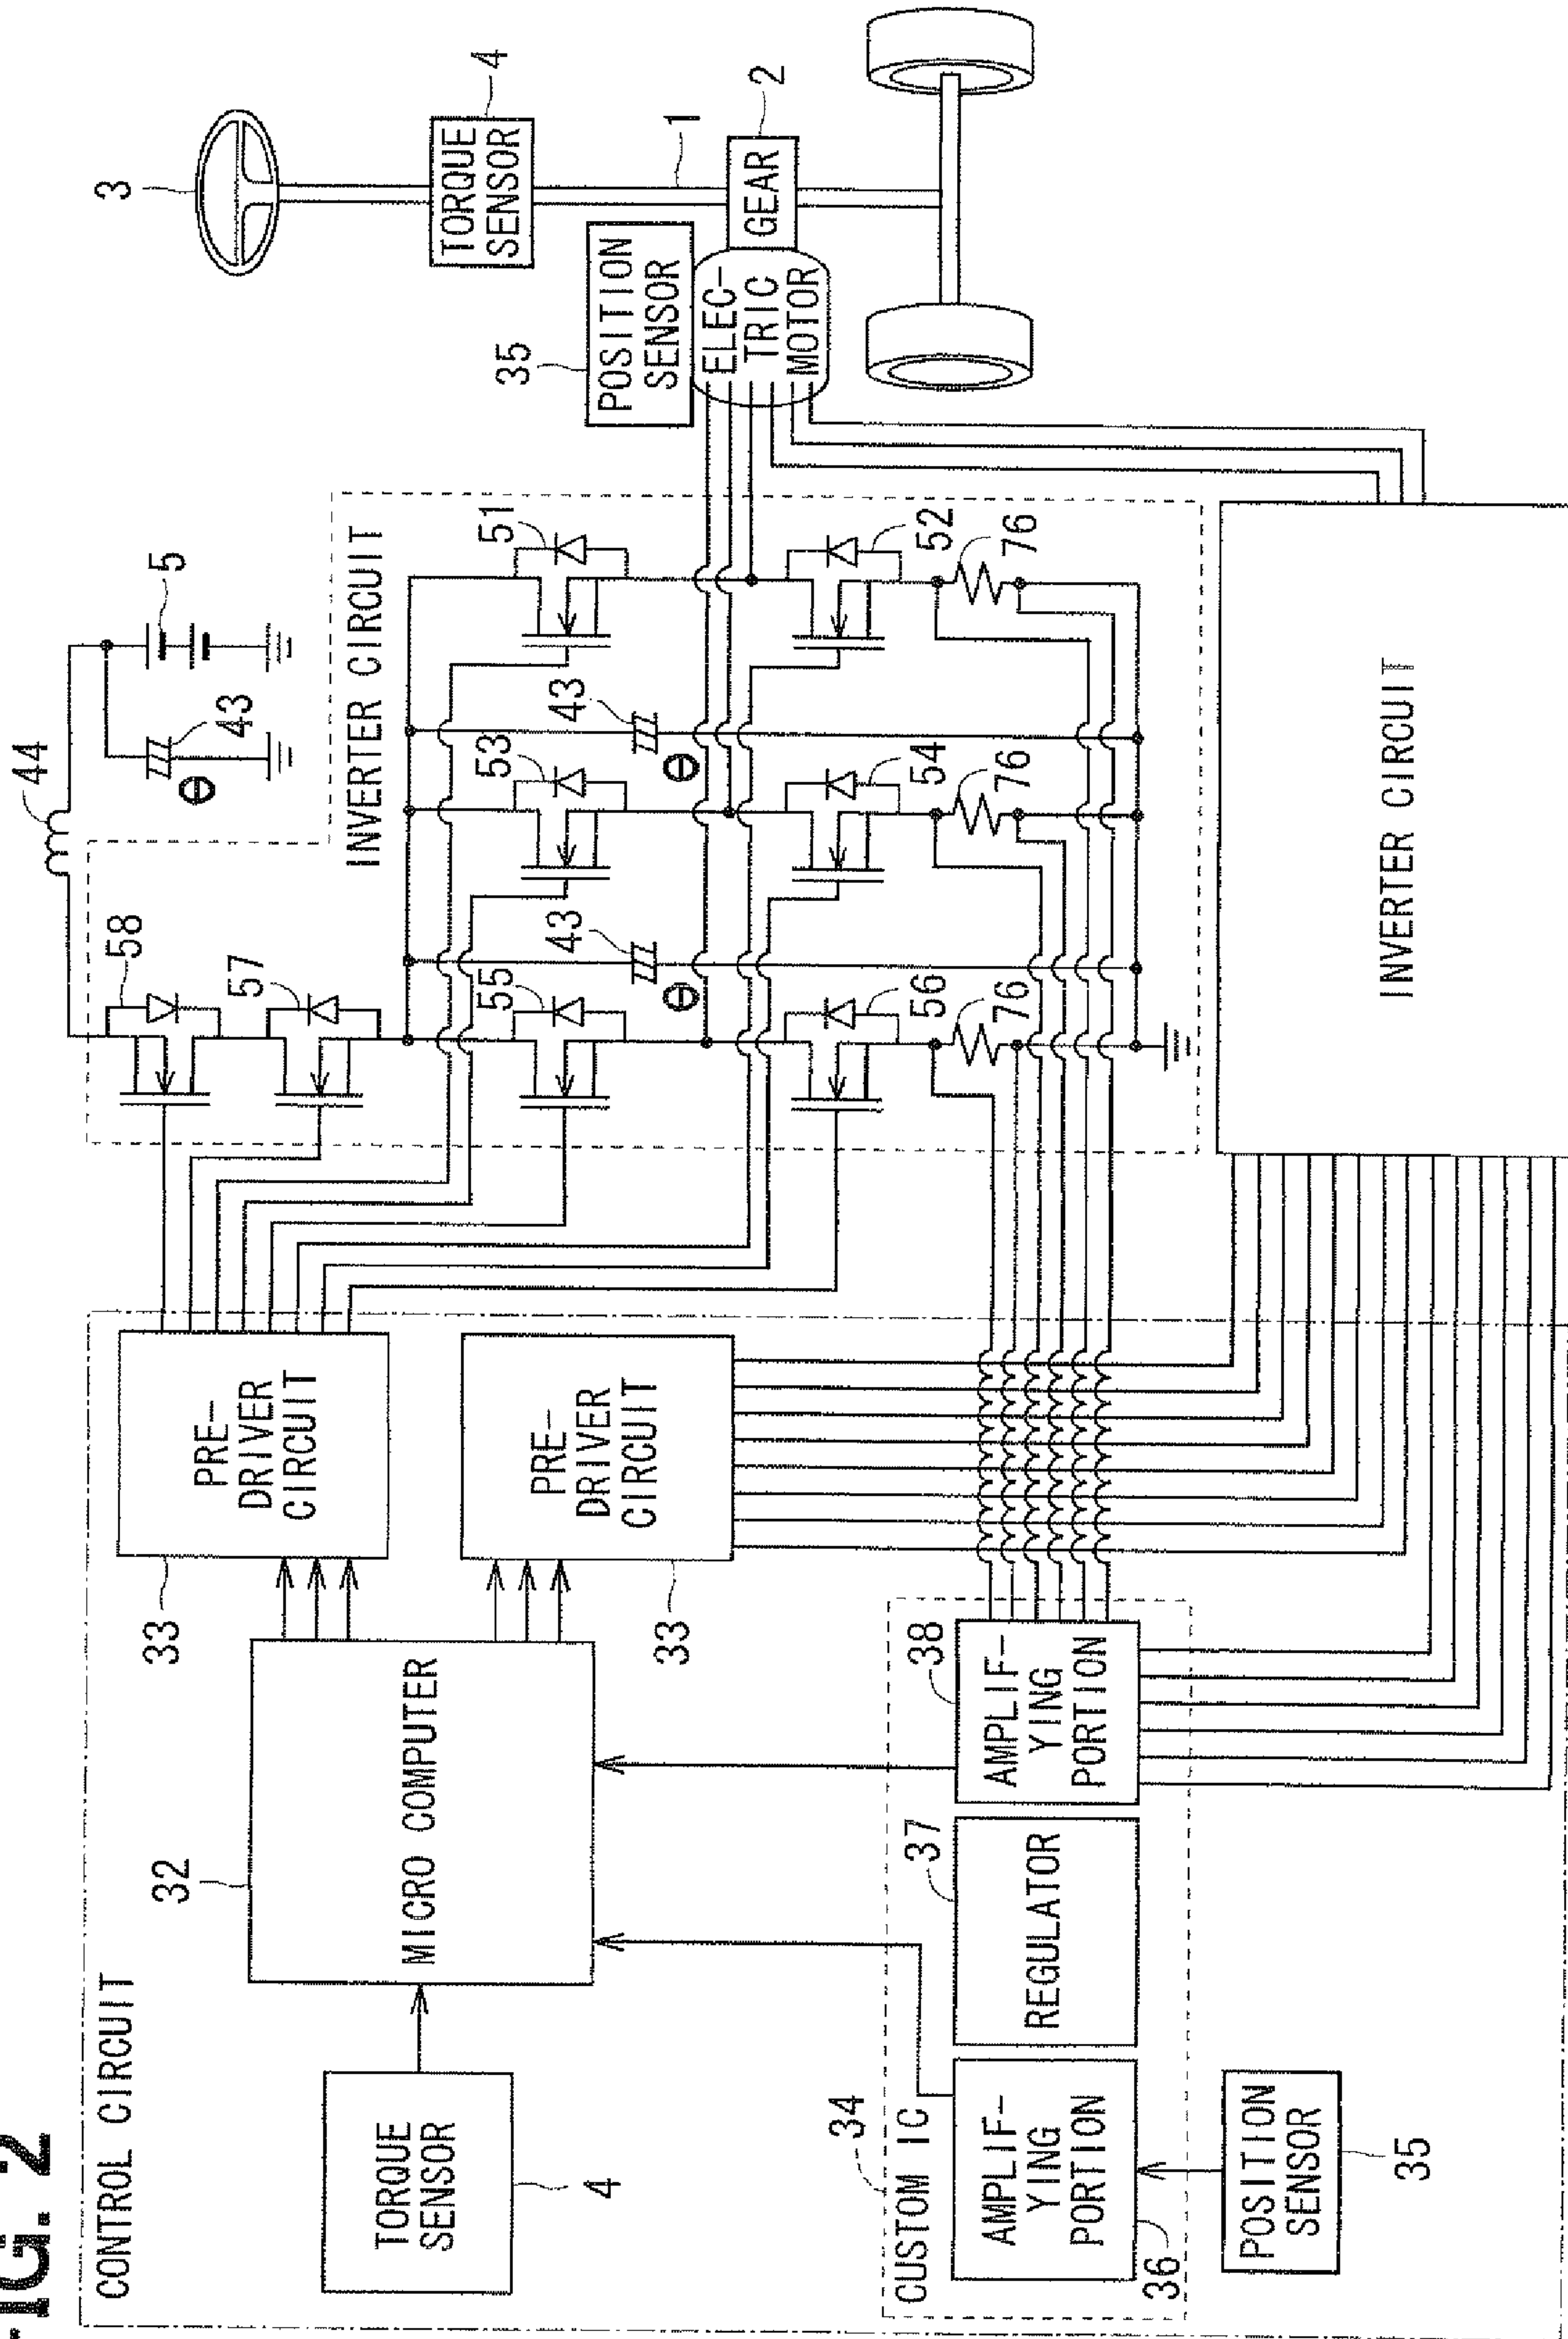 FIG. 2
CONTROL CIRCUIT
TORQUE
SENSOR
4
32
MICRO COMPUTER
33
PRE-
DRIVER
CIRCUIT
33
PRE-
DRIVER
CIRCUIT
34
CUSTOM IC
36
AMPLIF-
YING
PORTION
37
REGULATOR
38
AMPLIF-
YING
PORTION
POSITION
SENSOR
35
44
58
57
43
5
INVERTER CIRCUIT
55
43
53
43
51
56
54
52
76
76
76
INVERTER CIRCUIT
3
TORQUE
SENSOR
4
35
POSITION
SENSOR
1
ELEC-
TRIC
MOTOR
GEAR
2